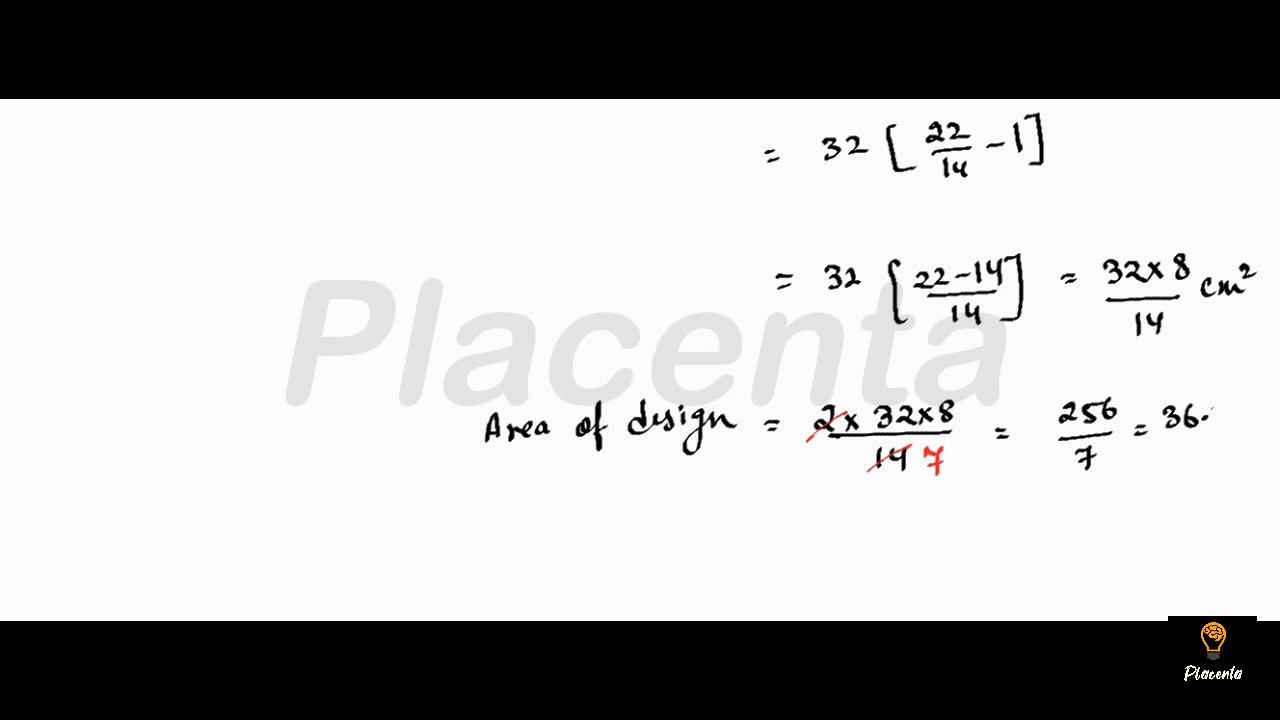 = 32 [ 22/14 - 1 ]
= 32 [ 22-14/14 ] = 32 × 8/14 cm²
Placenta
Area of design = 2 × 32 × 8/14 7 = 256/7 = 36.
Placenta